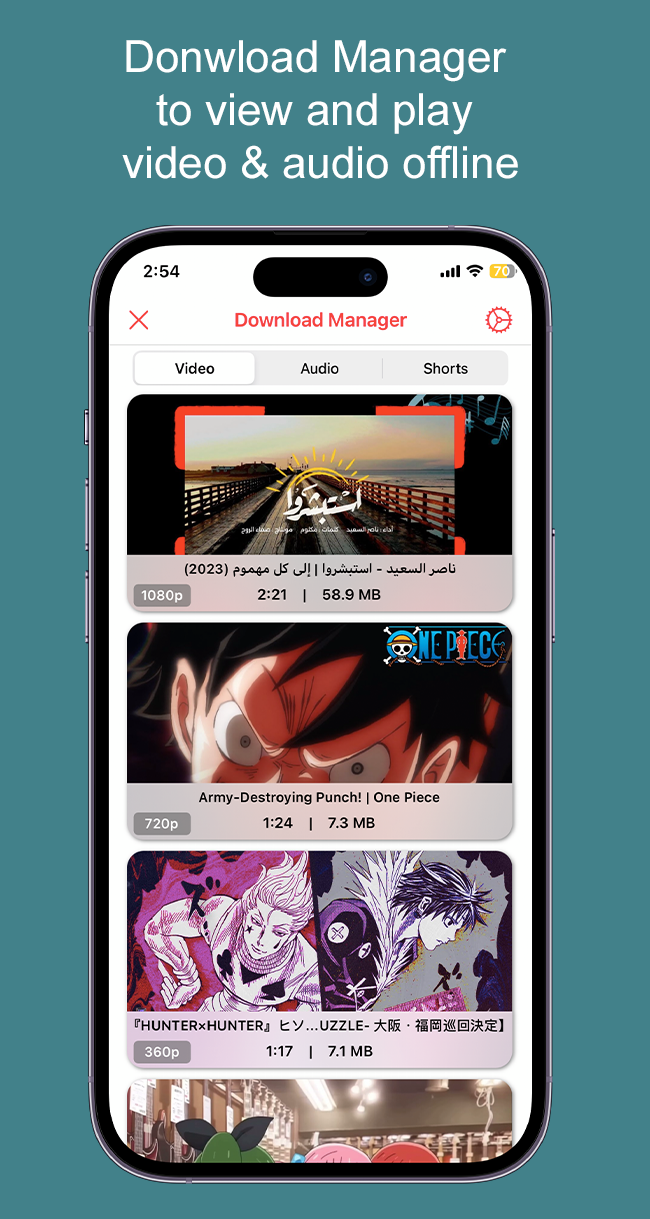 Donwload Manager
to view and play
video & audio offline
2:54
70
Download Manager
Video Audio Shorts
استبشروا
أداء : ناصر السعيد كلمات : مكلوم مونتاج : صفاء الروح
ناصر السعيد - استبشروا | إلى كل مهموم (2023)
1080p 2:21 | 58.9 MB
ONE PIECE
Army-Destroying Punch! | One Piece
720p 1:24 | 7.3 MB
『HUNTER×HUNTER』ヒソ...UZZLE- 大阪・福岡巡回決定】
360p 1:17 | 7.1 MB